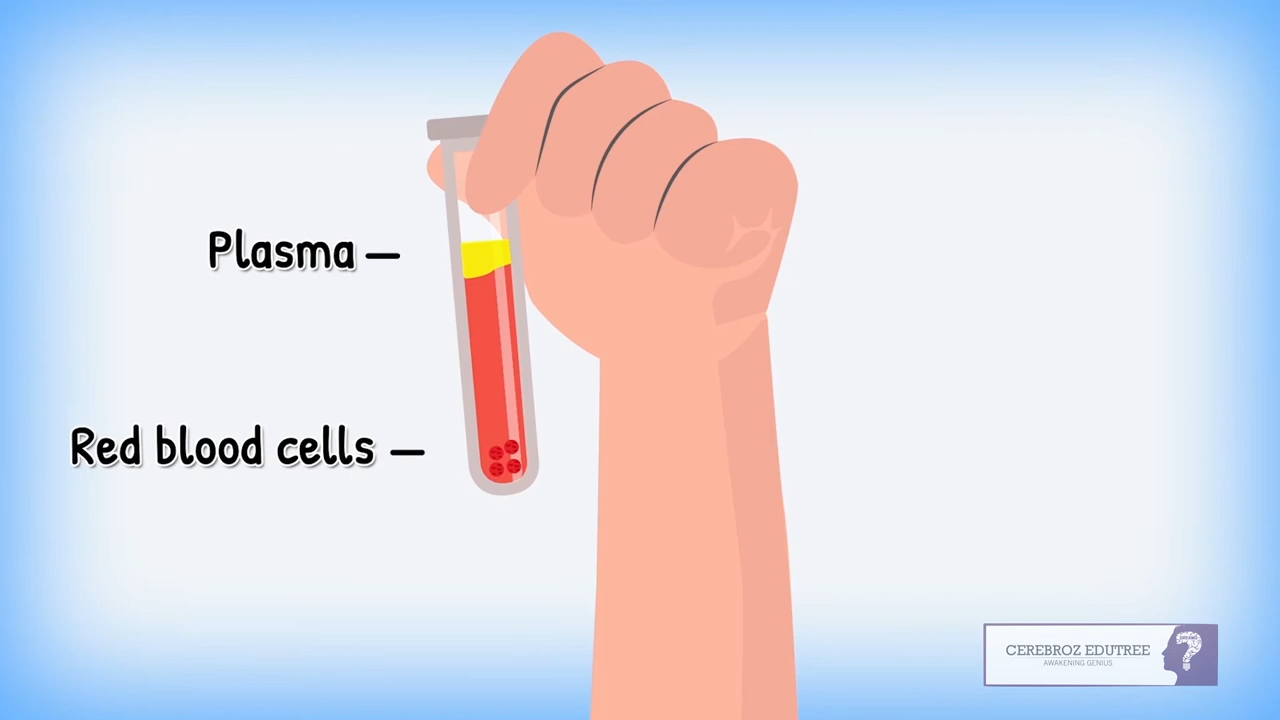 Plasma –
Red blood cells –
CEREBROZ EDUTREE
AWAKENING GENIUS